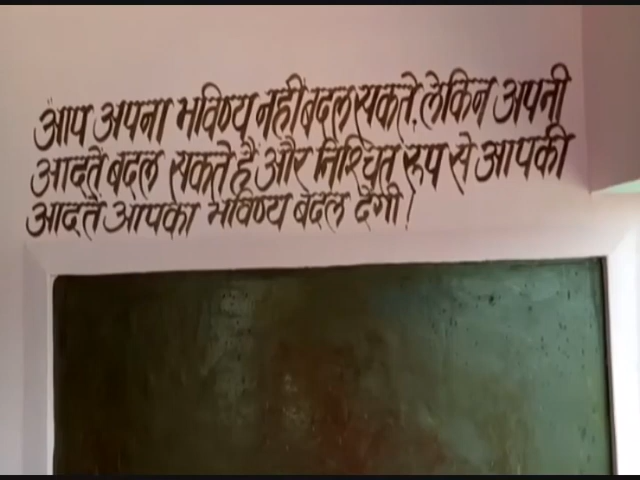 आप अपना भविष्य नहीं बदल सकते, लेकिन अपनी
आदतें बदल सकते हैं और निश्चित रूप से आपकी
आदतें आपका भविष्य बदल देगी!